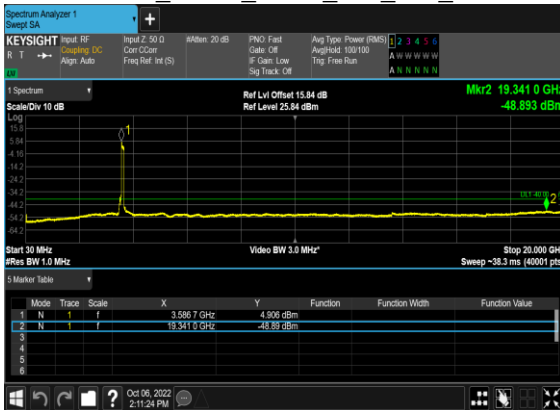 Spectrum Analyzer 1
Swept SA
+
KEYSIGHT
R T
Input: RF
Coupling: DC
Align: Auto
Input Z: 50 Ω
Corr CCorr
Freq Ref: Int (S)
#Atten: 20 dB
PNO: Fast
Gate: Off
IF Gain: Low
Sig Track: Off
Avg Type: Power (RMS)
Avg|Hold: 100/100
Trig: Free Run
1 2 3 4 5 6
A W W W W W
A N N N N N
1 Spectrum
Scale/Div 10 dB
Log
Ref Lvl Offset 15.84 dB
Ref Level 25.84 dBm
Mkr2 19.341 0 GHz
-48.893 dBm
15.8
5.84
-4.16
-14.2
-24.2
-34.2
-44.2
-54.2
-64.2
1
2
Start 30 MHz
#Res BW 1.0 MHz
Video BW 3.0 MHz*
Stop 20.000 GHz
Sweep ~38.3 ms (40001 pts)
5 Marker Table
Mode Trace Scale X Y Function Function Width Function Value
1 N 1 f 3.586 7 GHz 4.906 dBm
2 N 1 f 19.341 0 GHz -48.89 dBm
3
4
5
6
?
Oct 06, 2022
2:11:24 PM